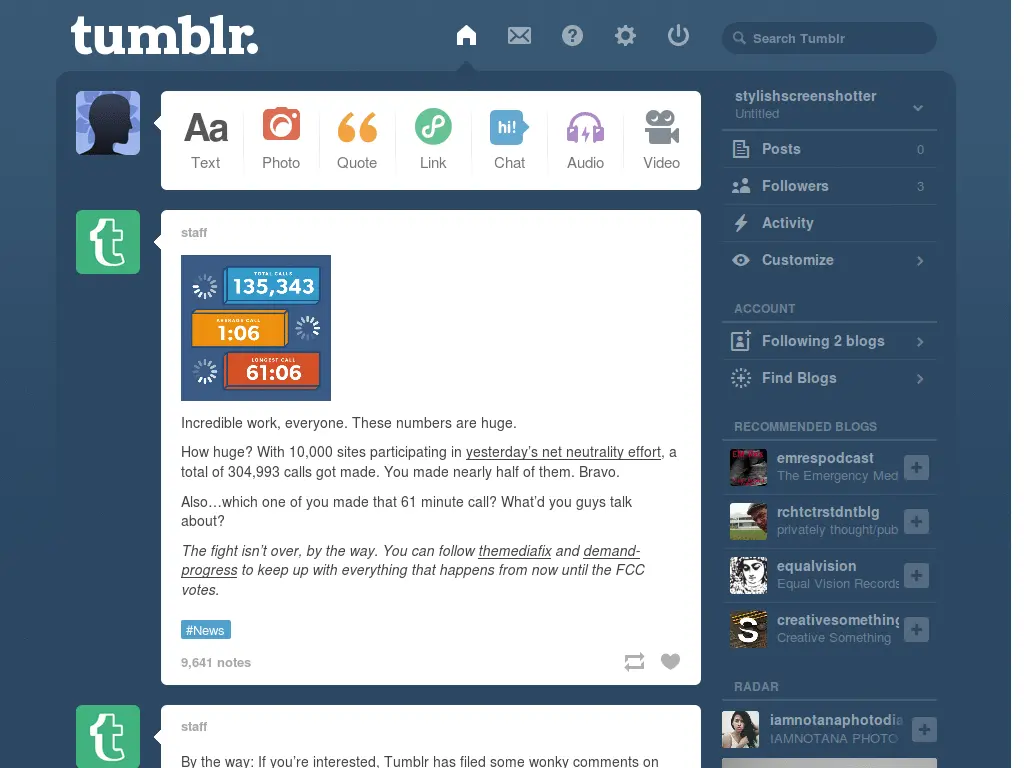 tumblr.
Search Tumblr
Aa
hi!
Text
Photo
Quote
Link
Chat
Audio
Video
staff
TOTAL CALLS
135,343
AVERAGE CALL
1:06
LONGEST CALL
61:06
Incredible work, everyone. These numbers are huge.
How huge? With 10,000 sites participating in yesterday's net neutrality effort, a
total of 304,993 calls got made. You made nearly half of them. Bravo.
Also…which one of you made that 61 minute call? What'd you guys talk
about?
The fight isn't over, by the way. You can follow themediafix and demand-
progress to keep up with everything that happens from now until the FCC
votes.
#News
9,641 notes
staff
By the way: If you're interested, Tumblr has filed some wonky comments on
stylishscreenshotter
Untitled
Posts 0
Followers 3
Activity
Customize
ACCOUNT
Following 2 blogs
Find Blogs
RECOMMENDED BLOGS
emrespodcast
The Emergency Med
rchtctrstdntblg
privately thought/pub
equalvision
Equal Vision Records
creativesomething
Creative Something
RADAR
iamnotanaphotodia
IAMNOTANA PHOTO